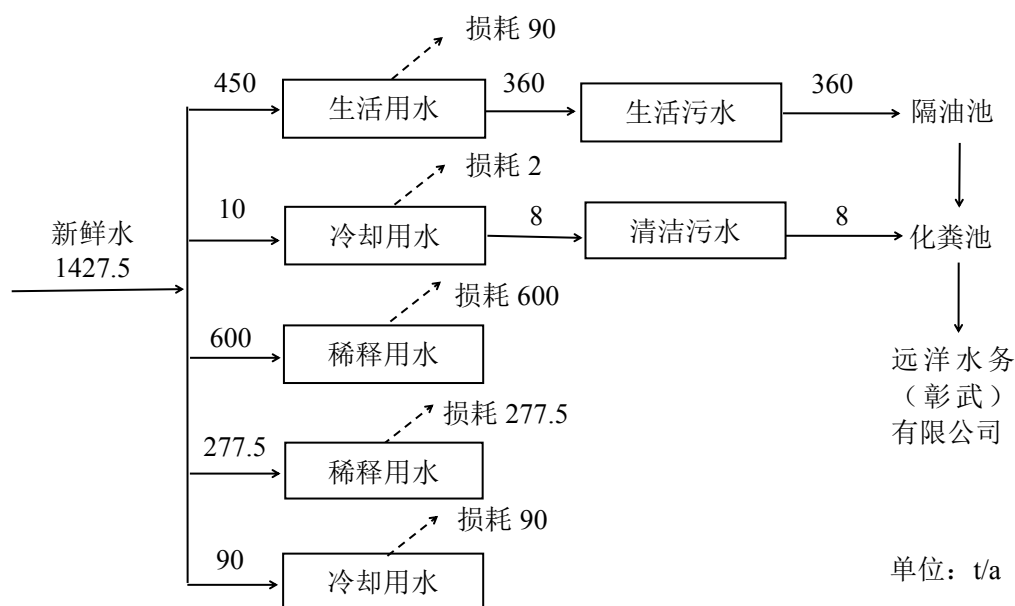 损耗 90
450
生活用水
360
生活污水
360
隔油池
损耗 2
新鲜水
1427.5
10
冷却用水
8
清洁污水
8
化粪池
损耗 600
600
稀释用水
远洋水务
（彰武）
有限公司
损耗 277.5
277.5
稀释用水
损耗 90
90
冷却用水
单位：t/a